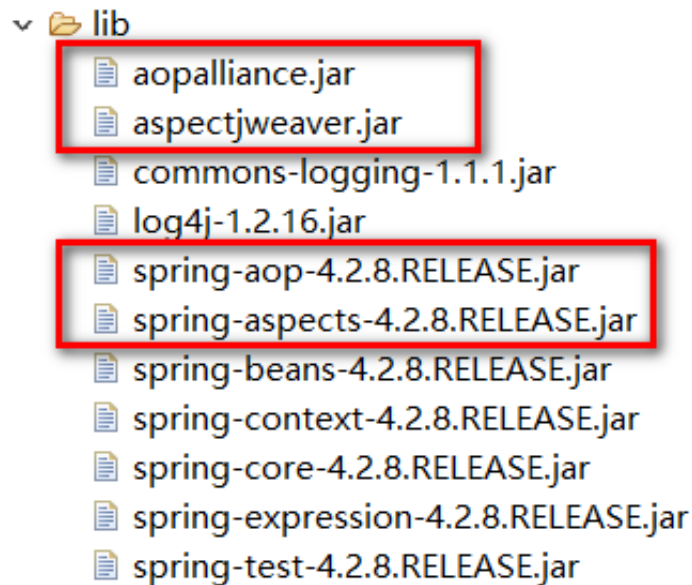 lib
aopalliance.jar
aspectjweaver.jar
commons-logging-1.1.1.jar
log4j-1.2.16.jar
spring-aop-4.2.8.RELEASE.jar
spring-aspects-4.2.8.RELEASE.jar
spring-beans-4.2.8.RELEASE.jar
spring-context-4.2.8.RELEASE.jar
spring-core-4.2.8.RELEASE.jar
spring-expression-4.2.8.RELEASE.jar
spring-test-4.2.8.RELEASE.jar